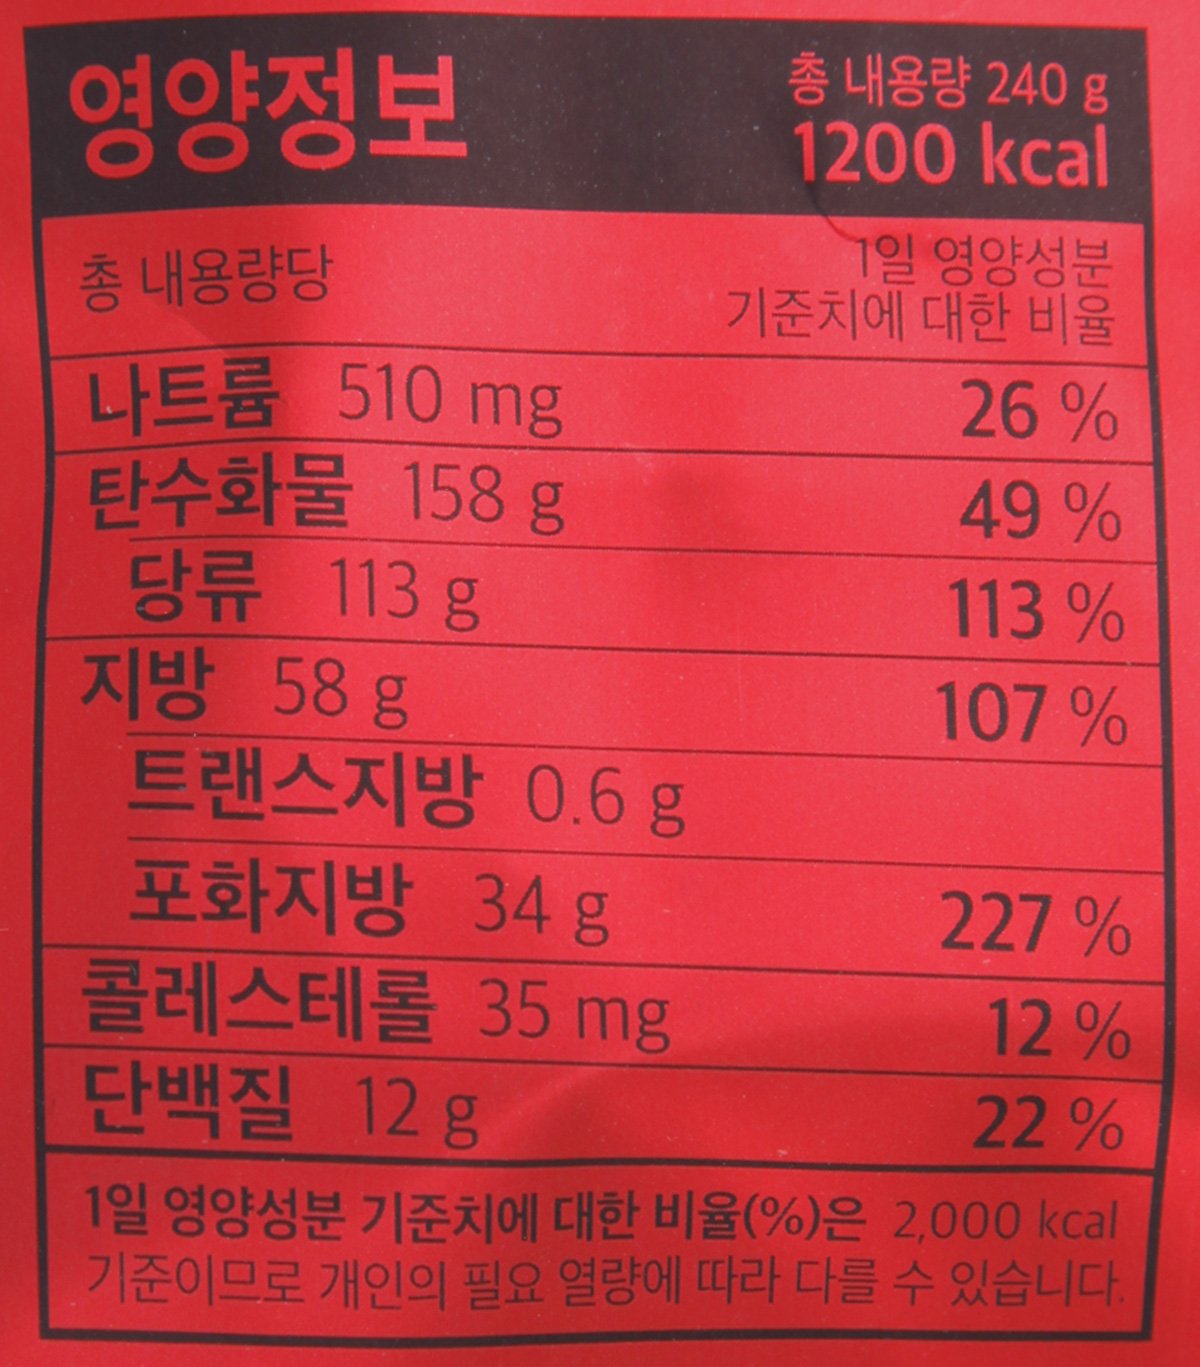 영양정보
총 내용량 240 g
1200 kcal
총 내용량당
1일 영양성분
기준치에 대한 비율
나트륨 510 mg 26 %
탄수화물 158 g 49 %
당류 113 g 113 %
지방 58 g 107 %
트랜스지방 0.6 g
포화지방 34 g 227 %
콜레스테롤 35 mg 12 %
단백질 12 g 22 %
1일 영양성분 기준치에 대한 비율(%)은 2,000 kcal
기준이므로 개인의 필요 열량에 따라 다를 수 있습니다.